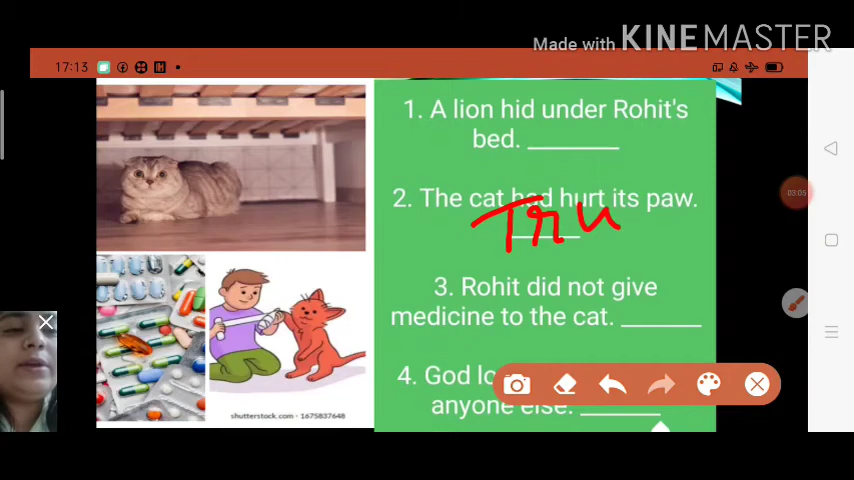 Made with KINEMASTER
17:13
1. A lion hid under Rohit's
bed. ________
2. The cat had hurt its paw.
Tru
3. Rohit did not give
medicine to the cat. ________
03:05
4. God lo
anyone else. ________
shutterstock.com · 1675837648